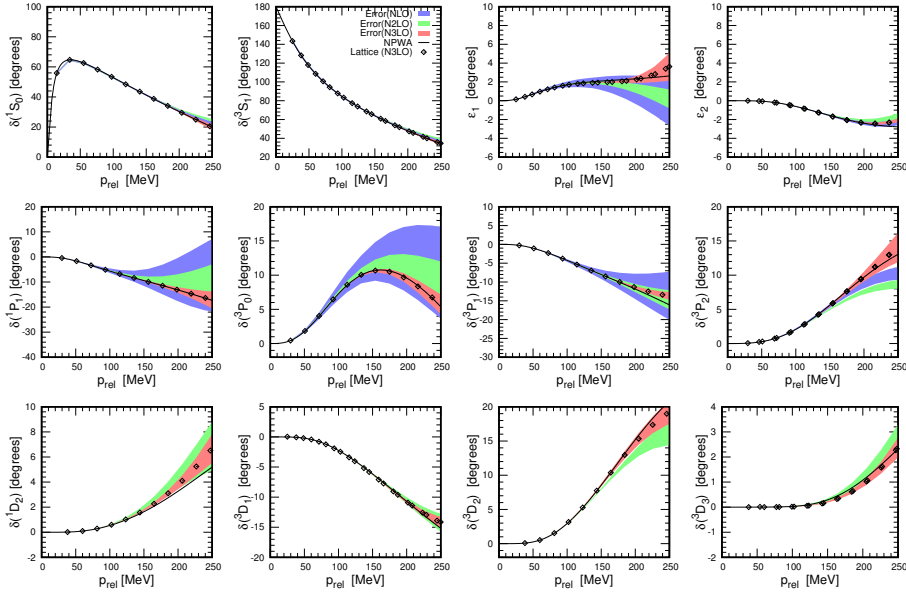 δ(¹S₀) [degrees]
100
80
60
40
20
0 50 100 150 200 250
p_rel [MeV]
δ(³S₁) [degrees]
180
160
140
120
100
80
60
40
20
0 50 100 150 200 250
p_rel [MeV]
Error(NLO)
Error(N2LO)
Error(N3LO)
NPWA
Lattice (N3LO)
ε₁ [degrees]
10
8
6
4
2
0
-2
-4
-6
0 50 100 150 200 250
p_rel [MeV]
ε₂ [degrees]
10
8
6
4
2
0
-2
-4
-6
0 50 100 150 200 250
p_rel [MeV]
δ(¹P₁) [degrees]
20
10
0
-10
-20
-30
-40
0 50 100 150 200 250
p_rel [MeV]
δ(³P₀) [degrees]
20
15
10
5
0
-2
0 50 100 150 200 250
p_rel [MeV]
δ(³P₁) [degrees]
10
5
0
-5
-10
-15
-20
-25
-30
0 50 100 150 200 250
p_rel [MeV]
δ(³P₂) [degrees]
20
15
10
5
0
-2
0 50 100 150 200 250
p_rel [MeV]
δ(¹D₂) [degrees]
10
8
6
4
2
0
-2
0 50 100 150 200 250
p_rel [MeV]
δ(³D₁) [degrees]
5
0
-5
-10
-15
-20
0 50 100 150 200 250
p_rel [MeV]
δ(³D₂) [degrees]
20
15
10
5
0
-2
0 50 100 150 200 250
p_rel [MeV]
δ(³D₃) [degrees]
4
3
2
1
0
-1
-2
0 50 100 150 200 250
p_rel [MeV]